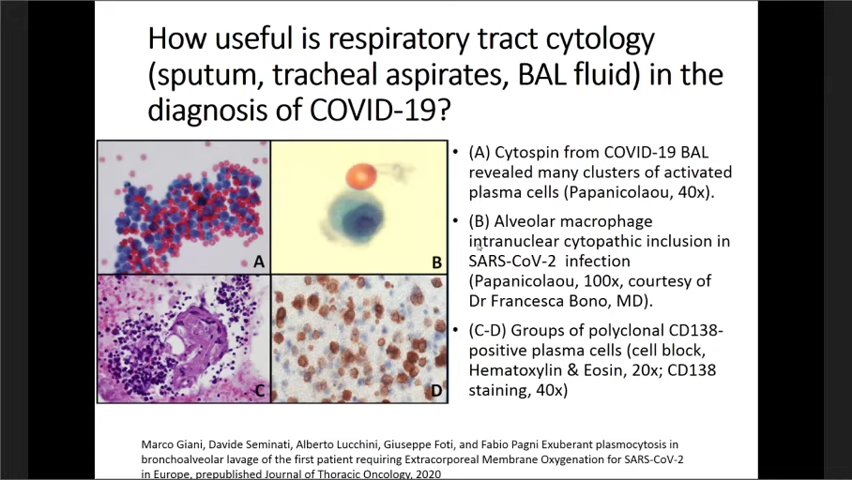 How useful is respiratory tract cytology
(sputum, tracheal aspirates, BAL fluid) in the
diagnosis of COVID-19?
A
B
C
D
• (A) Cytospin from COVID-19 BAL
revealed many clusters of activated
plasma cells (Papanicolaou, 40x).
• (B) Alveolar macrophage
intranuclear cytopathic inclusion in
SARS-CoV-2 infection
(Papanicolaou, 100x, courtesy of
Dr Francesca Bono, MD).
• (C-D) Groups of polyclonal CD138-
positive plasma cells (cell block,
Hematoxylin & Eosin, 20x; CD138
staining, 40x)
Marco Giani, Davide Seminati, Alberto Lucchini, Giuseppe Foti, and Fabio Pagni Exuberant plasmocytosis in
bronchoalveolar lavage of the first patient requiring Extracorporeal Membrane Oxygenation for SARS-CoV-2
in Europe, prepublished Journal of Thoracic Oncology, 2020